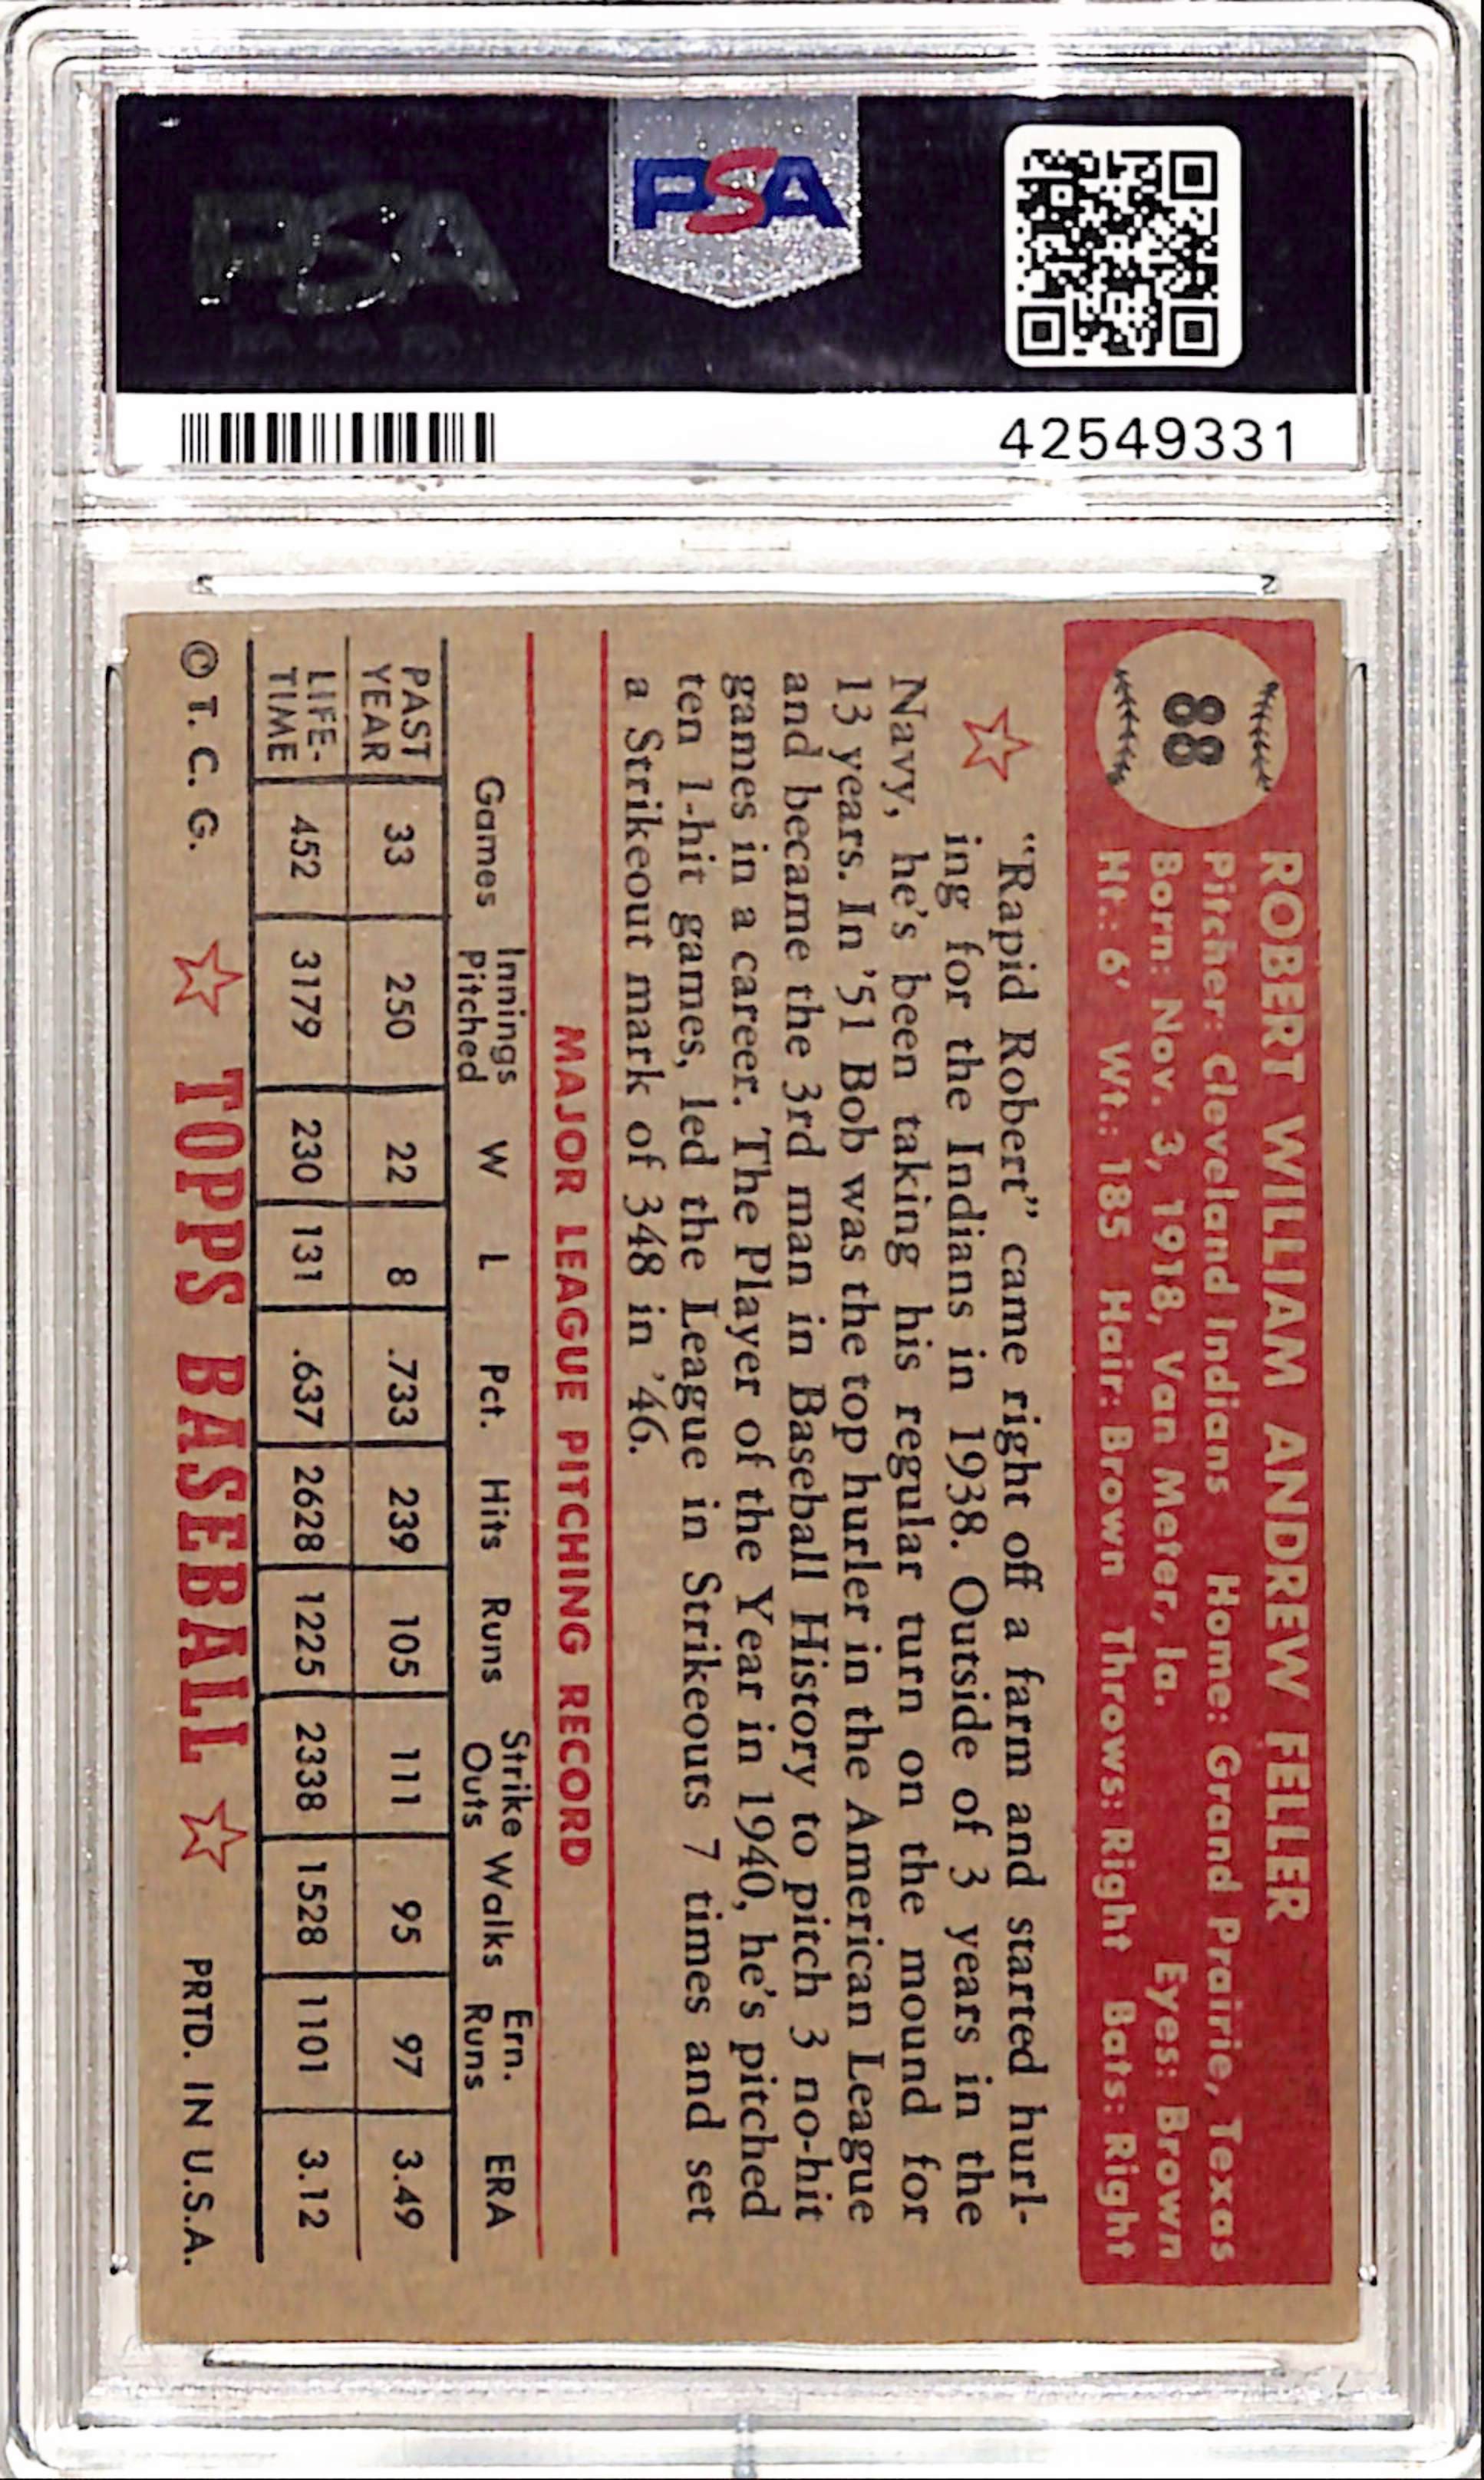 PSA
PSA
42549331
88
ROBERT WILLIAM ANDREW FELLER
Pitcher: Cleveland Indians Home: Grand Prairie, Texas
Born: Nov. 3, 1918, Van Meter, Ia. Eyes: Brown
Ht.: 6' Wt.: 185 Hair: Brown Throws: Right Bats: Right
"Rapid Robert" came right off a farm and started hurl-
ing for the Indians in 1938. Outside of 3 years in the
Navy, he's been taking his regular turn on the mound for
13 years. In '51 Bob was the top hurler in the American League
and became the 3rd man in Baseball History to pitch 3 no-hit
games in a career. The Player of the Year in 1940, he's pitched
ten 1-hit games, led the League in Strikeouts 7 times and set
a Strikeout mark of 348 in '46.
MAJOR LEAGUE PITCHING RECORD
Games Innings Pitched W L Pct. Hits Runs Strike Outs Walks Ern. Runs ERA
PAST YEAR 33 250 22 8 .733 239 105 111 95 97 3.49
LIFE-TIME 452 3179 230 131 .637 2628 1225 2338 1528 1101 3.12
© T. C. G. TOPPS BASEBALL PRTD. IN U.S.A.